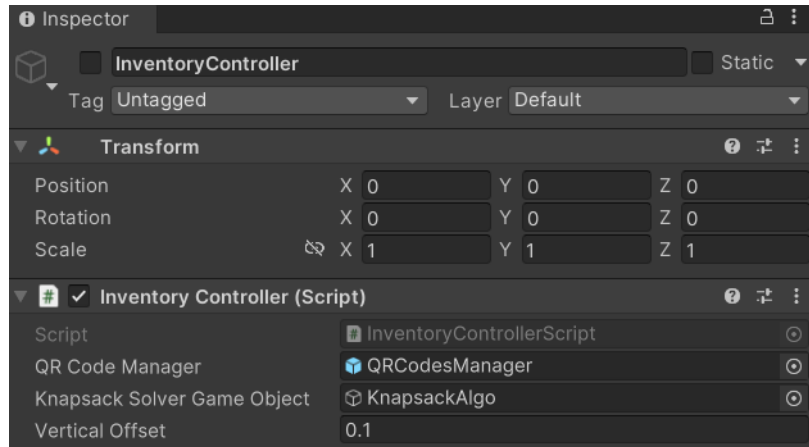 Inspector
InventoryController Static
Tag Untagged Layer Default
Transform
Position X 0 Y 0 Z 0
Rotation X 0 Y 0 Z 0
Scale X 1 Y 1 Z 1
# Inventory Controller (Script)
Script # InventoryControllerScript
QR Code Manager QRCodesManager
Knapsack Solver Game Object KnapsackAlgo
Vertical Offset 0.1